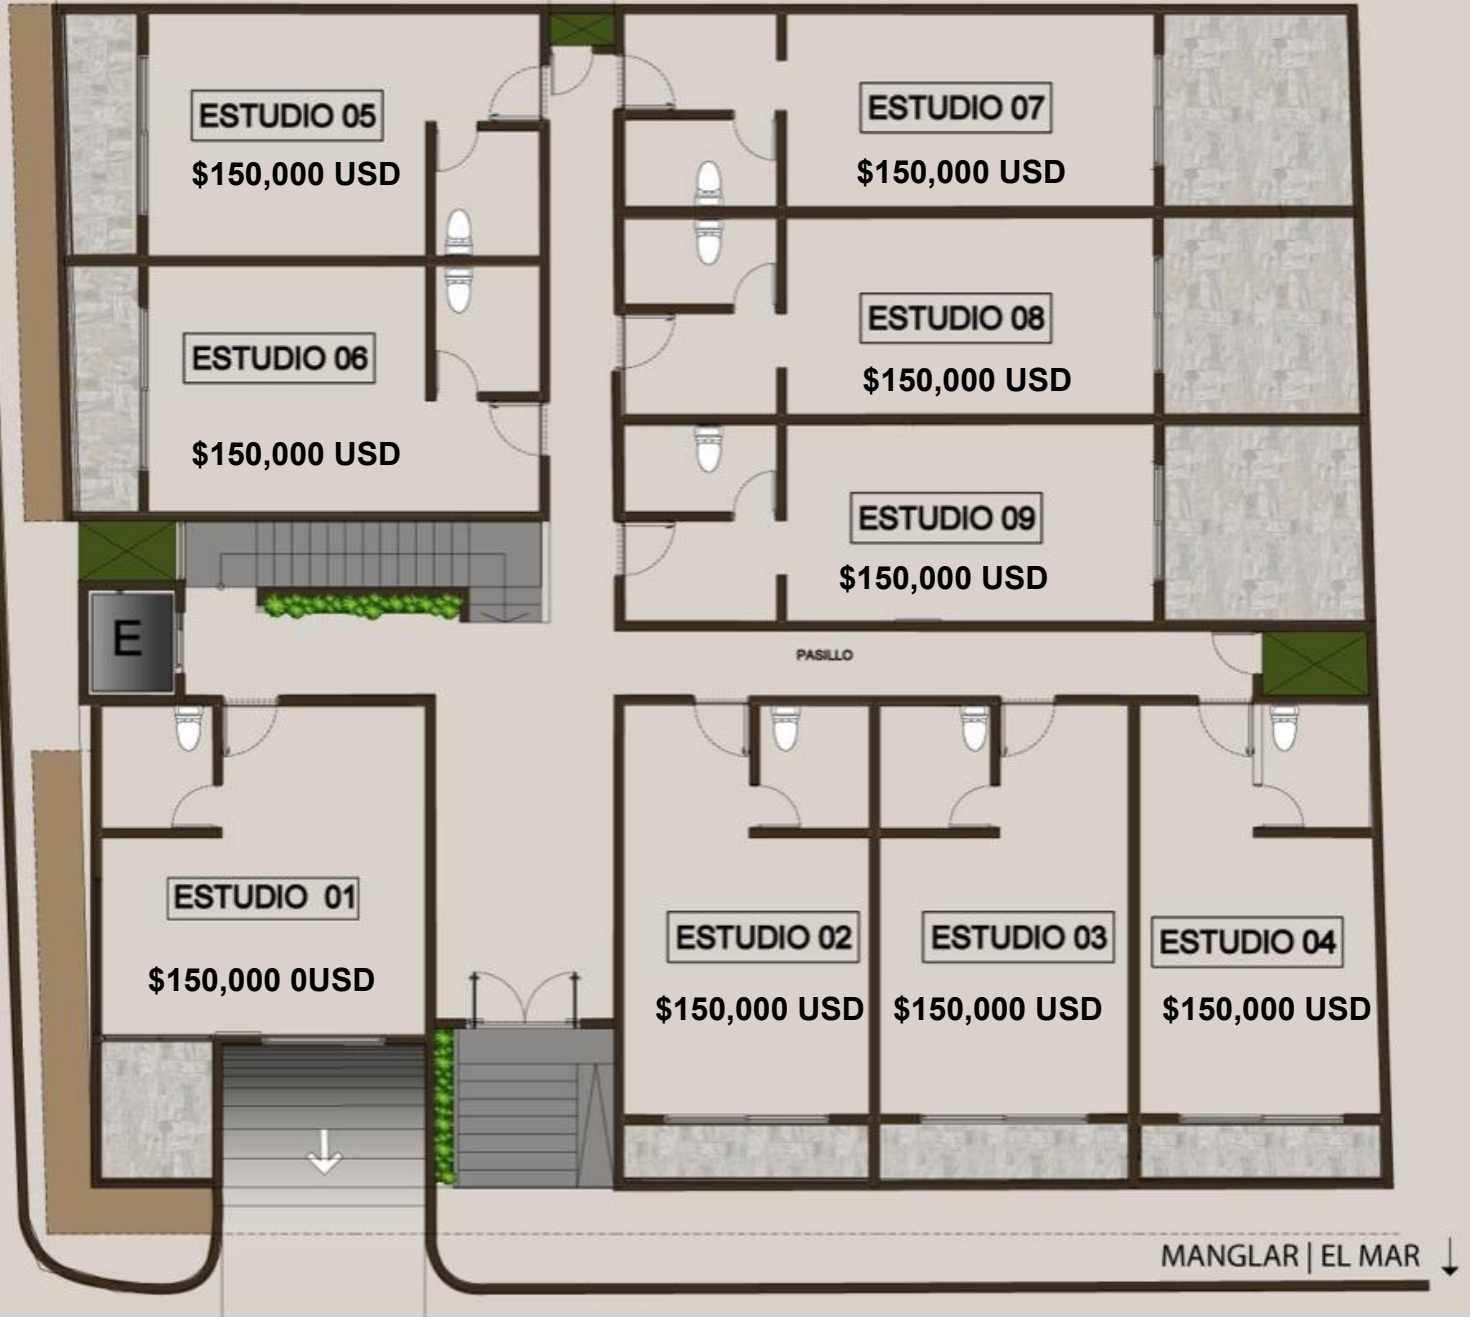 ESTUDIO 05
$150,000 USD
ESTUDIO 07
$150,000 USD
ESTUDIO 06
$150,000 USD
ESTUDIO 08
$150,000 USD
ESTUDIO 09
$150,000 USD
E
PASILLO
ESTUDIO 01
$150,000 0USD
ESTUDIO 02
$150,000 USD
ESTUDIO 03
$150,000 USD
ESTUDIO 04
$150,000 USD
MANGLAR | EL MAR